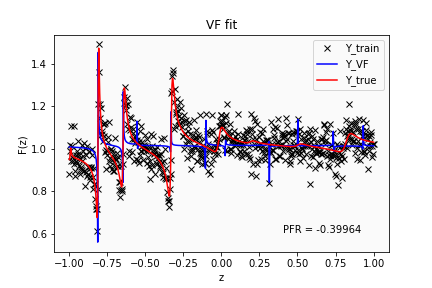 VF fit
Y_train
Y_VF
Y_true
F(z)
1.4
1.2
1.0
0.8
0.6
PFR = -0.39964
−1.00 −0.75 −0.50 −0.25 0.00 0.25 0.50 0.75 1.00
z